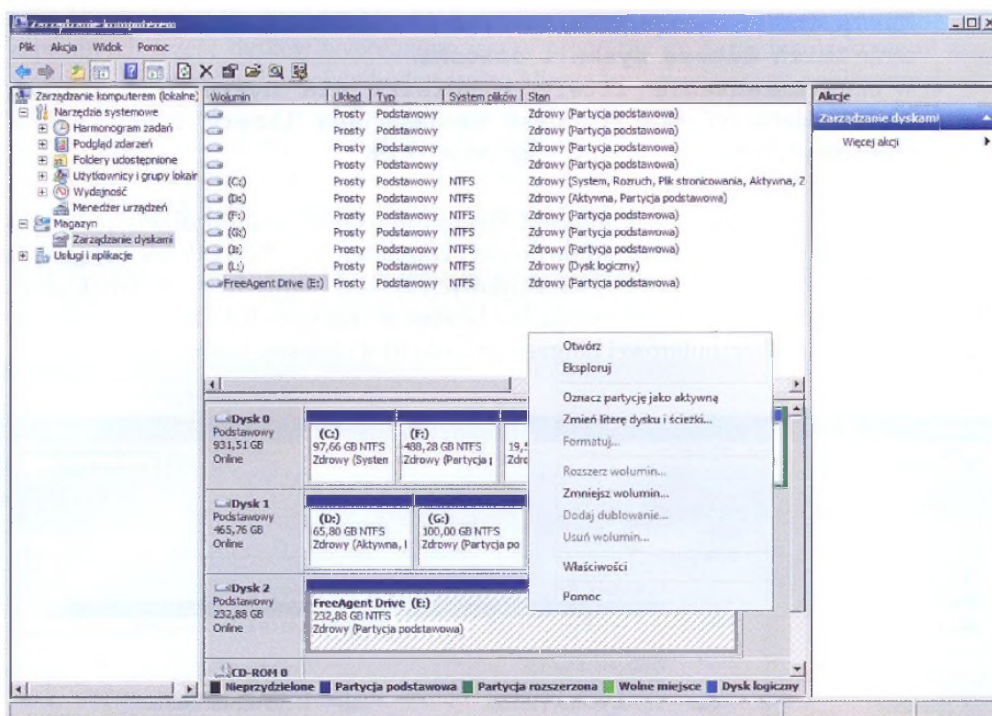 Zarządzanie komputerem
Plik Akcja Widok Pomoc
Zarządzanie komputerem (lokalne)
Narzędzia systemowe
Harmonogram zadań
Podgląd zdarzeń
Foldery udostępnione
Użytkownicy i grupy lokaln
Wydajność
Menedżer urządzeń
Magazyn
Zarządzanie dyskami
Usługi i aplikacje
Wolumin Układ Typ System plików Stan
Prosty Podstawowy Zdrowy (Partycja podstawowa)
Prosty Podstawowy Zdrowy (Partycja podstawowa)
Prosty Podstawowy Zdrowy (Partycja podstawowa)
Prosty Podstawowy Zdrowy (Partycja podstawowa)
(C:) Prosty Podstawowy NTFS Zdrowy (System, Rozruch, Plik stronicowania, Aktywna, Z
(D:) Prosty Podstawowy NTFS Zdrowy (Aktywna, Partycja podstawowa)
(F:) Prosty Podstawowy NTFS Zdrowy (Partycja podstawowa)
(G:) Prosty Podstawowy NTFS Zdrowy (Partycja podstawowa)
(I:) Prosty Podstawowy NTFS Zdrowy (Partycja podstawowa)
(L:) Prosty Podstawowy NTFS Zdrowy (Dysk logiczny)
FreeAgent Drive (E:) Prosty Podstawowy NTFS Zdrowy (Partycja podstawowa)
Akcje
Zarządzanie dyskami
Więcej akcji
Otwórz
Eksploruj
Oznacz partycję jako aktywną
Zmień literę dysku i ścieżki...
Formatuj...
Rozszerz wolumin...
Zmniejsz wolumin...
Dodaj dublowanie...
Usuń wolumin...
Właściwości
Pomoc
Dysk 0
Podstawowy
931,51 GB
Online
(C:)
97,66 GB NTFS
Zdrowy (System
(F:)
488,28 GB NTFS
Zdrowy (Partycja p
19,5
Zdro
Dysk 1
Podstawowy
465,76 GB
Online
(D:)
65,80 GB NTFS
Zdrowy (Aktywna, I
(G:)
100,00 GB NTFS
Zdrowy (Partycja po
Dysk 2
Podstawowy
232,88 GB
Online
FreeAgent Drive (E:)
232,88 GB NTFS
Zdrowy (Partycja podstawowa)
CD-ROM 0
Nieprzydzielone Partycja podstawowa Partycja rozszerzona Wolne miejsce Dysk logiczny